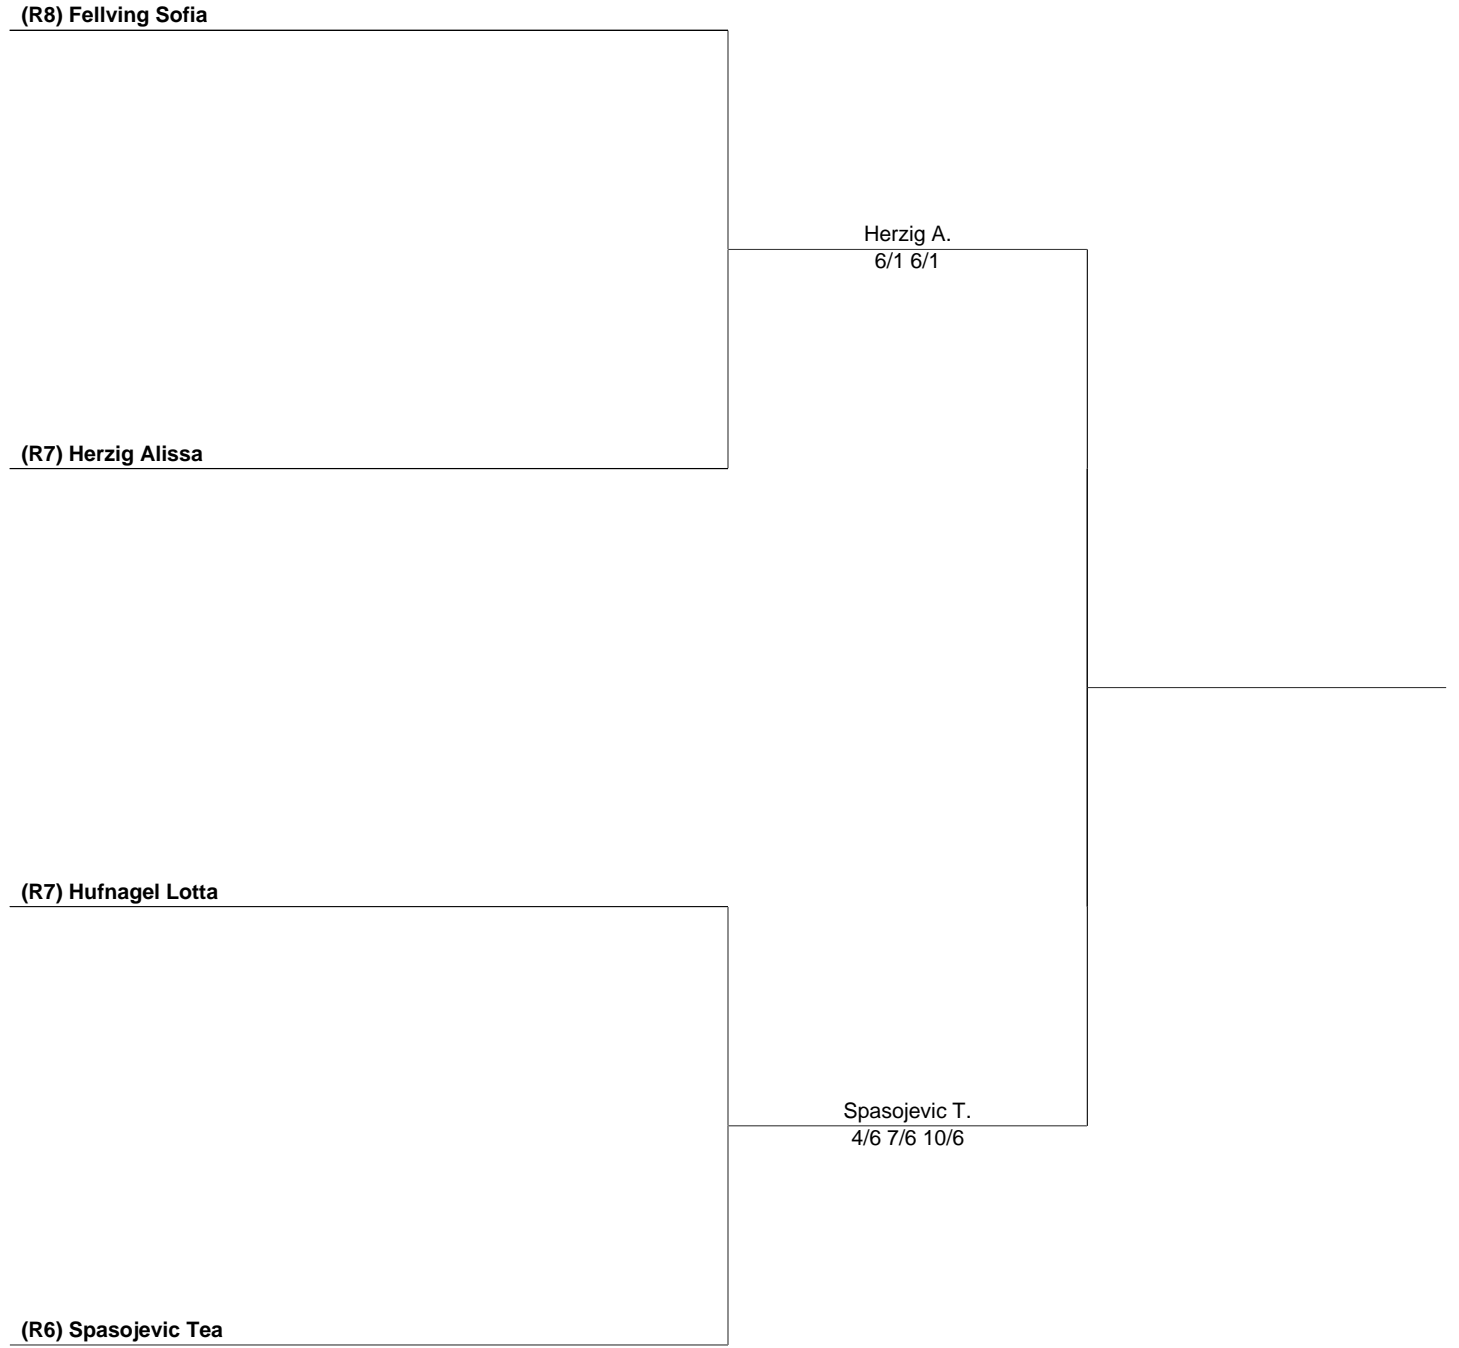 (R8) Fellving Sofia
Herzig A.
6/1 6/1
(R7) Herzig Alissa
(R7) Hufnagel Lotta
Spasojevic T.
4/6 7/6 10/6
(R6) Spasojevic Tea